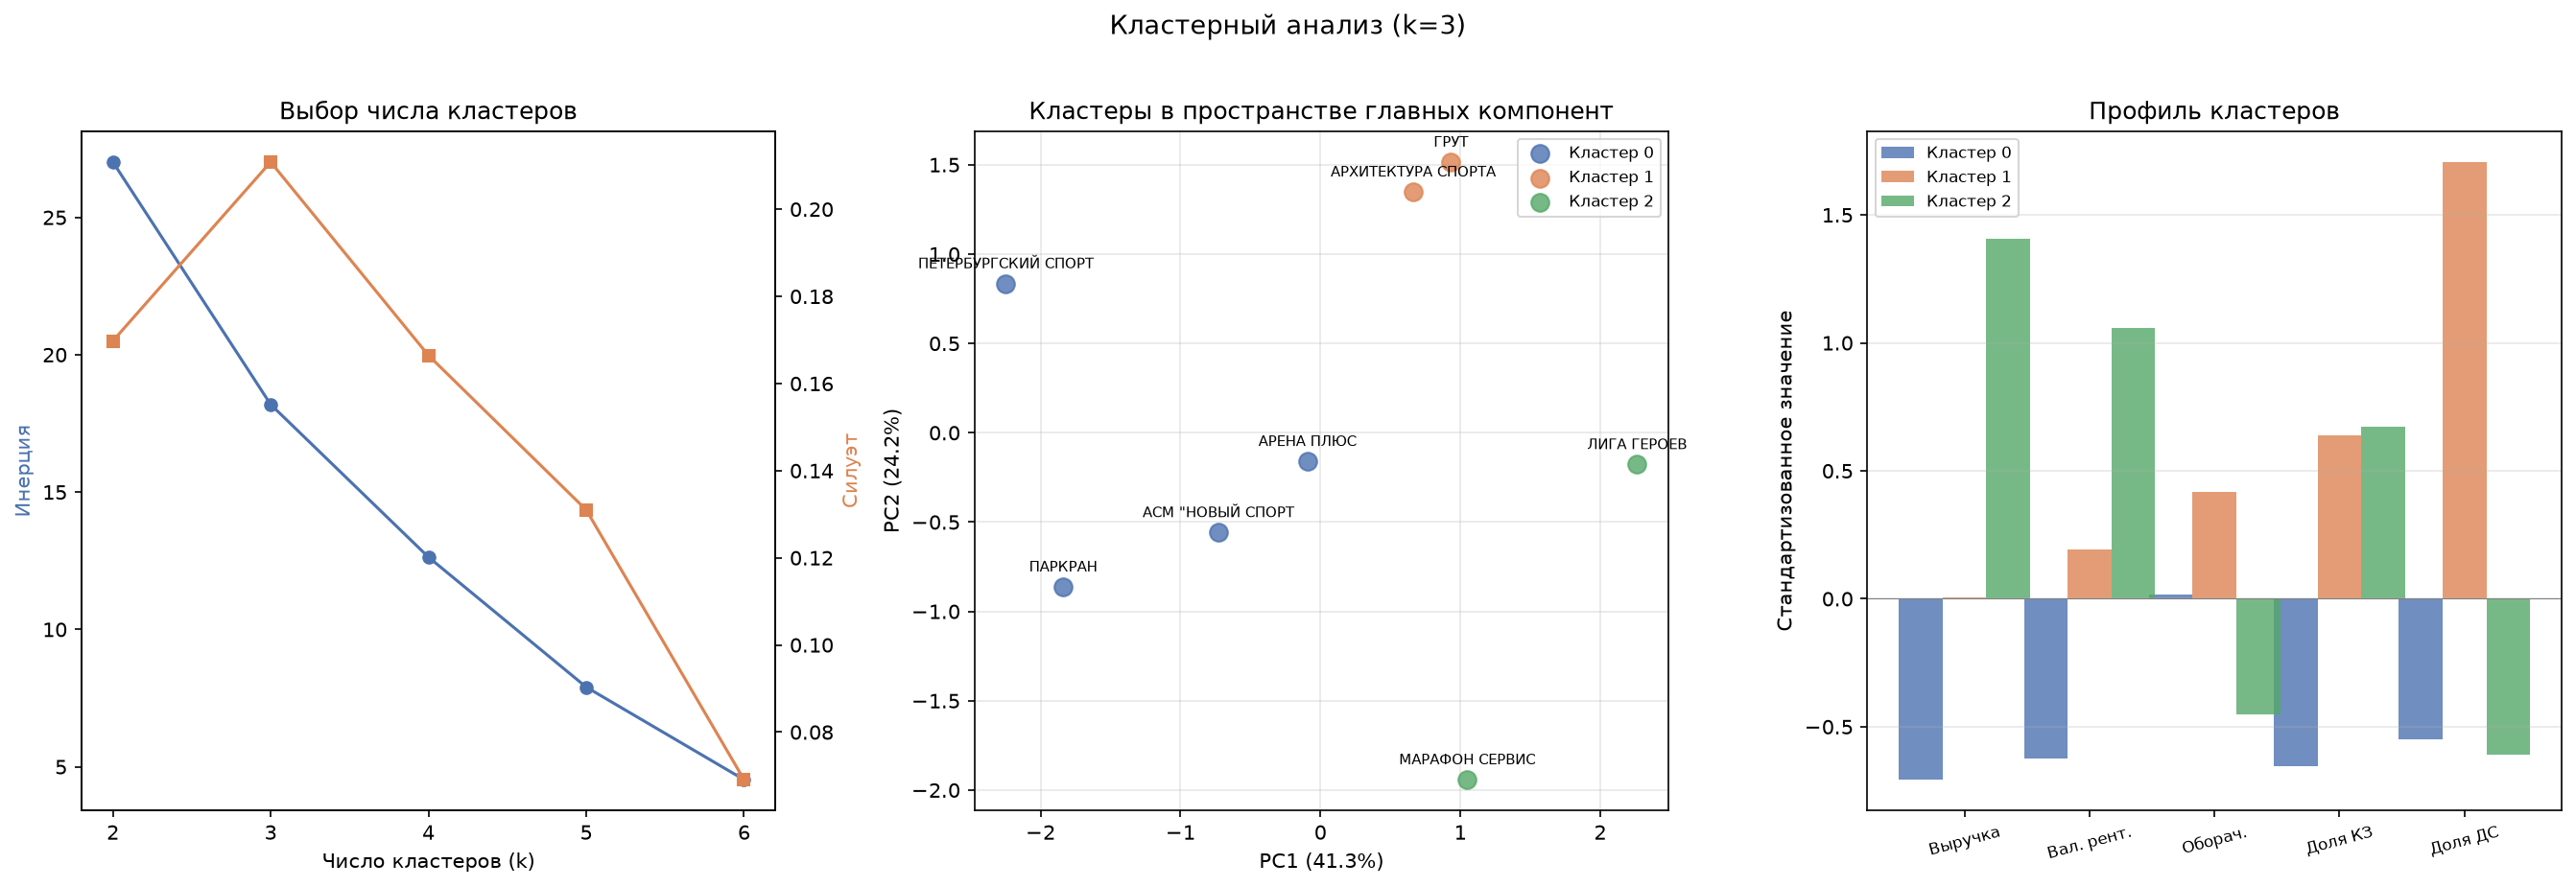 Кластерный анализ (k=3)
Выбор числа кластеров
25
20
15
10
5
Инерция
0.20
0.18
0.16
0.14
0.12
0.10
0.08
Силуэт
2 3 4 5 6
Число кластеров (k)
Кластеры в пространстве главных компонент
ГРУТ
АРХИТЕКТУРА СПОРТА
ПЕТЕРБУРГСКИЙ СПОРТ
АРЕНА ПЛЮС
ЛИГА ГЕРОЕВ
АСМ "НОВЫЙ СПОРТ
ПАРКРАН
МАРАФОН СЕРВИС
Кластер 0
Кластер 1
Кластер 2
1.5
1.0
0.5
0.0
−0.5
−1.0
−1.5
−2.0
PC2 (24.2%)
−2 −1 0 1 2
PC1 (41.3%)
Профиль кластеров
Кластер 0
Кластер 1
Кластер 2
1.5
1.0
0.5
0.0
−0.5
Стандартизованное значение
Выручка
Вал. рент.
Оборач.
Доля КЗ
Доля ДС